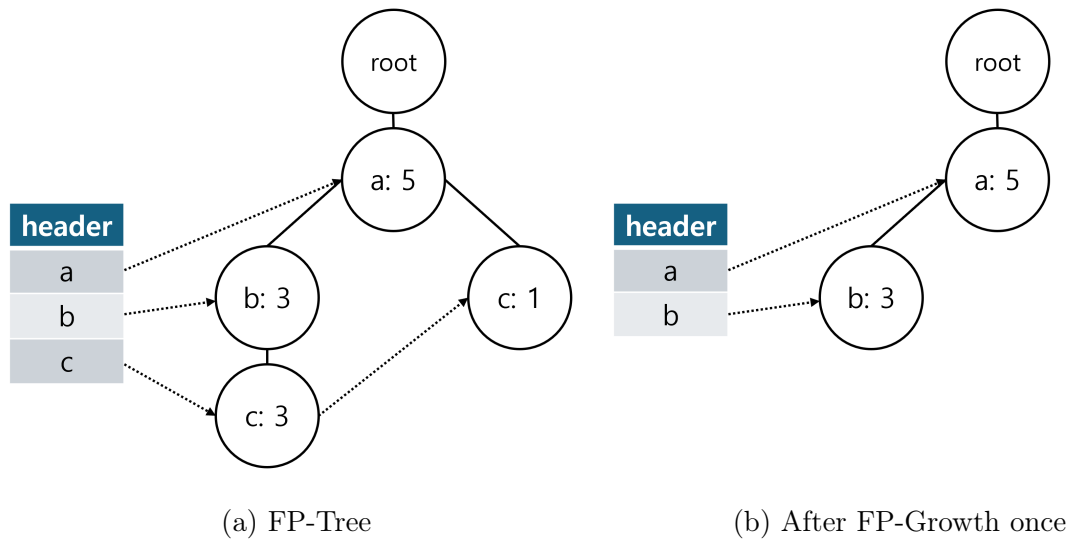 root
a: 5
header
a
b
c
b: 3
c: 1
c: 3
(a) FP-Tree
root
a: 5
header
a
b
b: 3
(b) After FP-Growth once